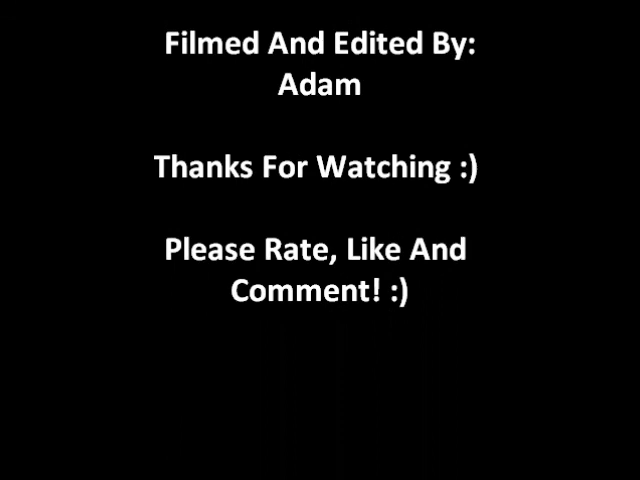 Filmed And Edited By:
Adam
Thanks For Watching :)
Please Rate, Like And
Comment! :)